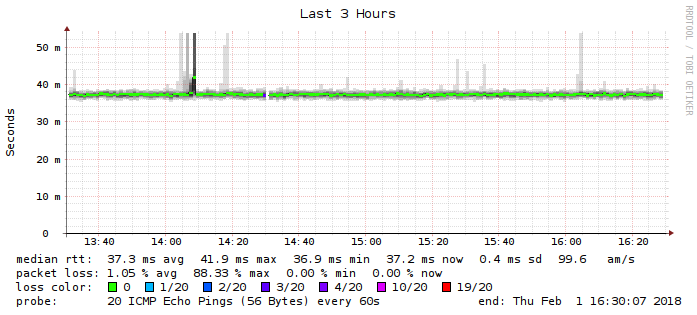 Last 3 Hours
RRDTOOL / TOBI OETIKER
Seconds
50 m
40 m
30 m
20 m
10 m
0
13:40 14:00 14:20 14:40 15:00 15:20 15:40 16:00 16:20
median rtt: 37.3 ms avg 41.9 ms max 36.9 ms min 37.2 ms now 0.4 ms sd 99.6 am/s
packet loss: 1.05 % avg 88.33 % max 0.00 % min 0.00 % now
loss color: 0 1/20 2/20 3/20 4/20 10/20 19/20
probe: 20 ICMP Echo Pings (56 Bytes) every 60s end: Thu Feb 1 16:30:07 2018